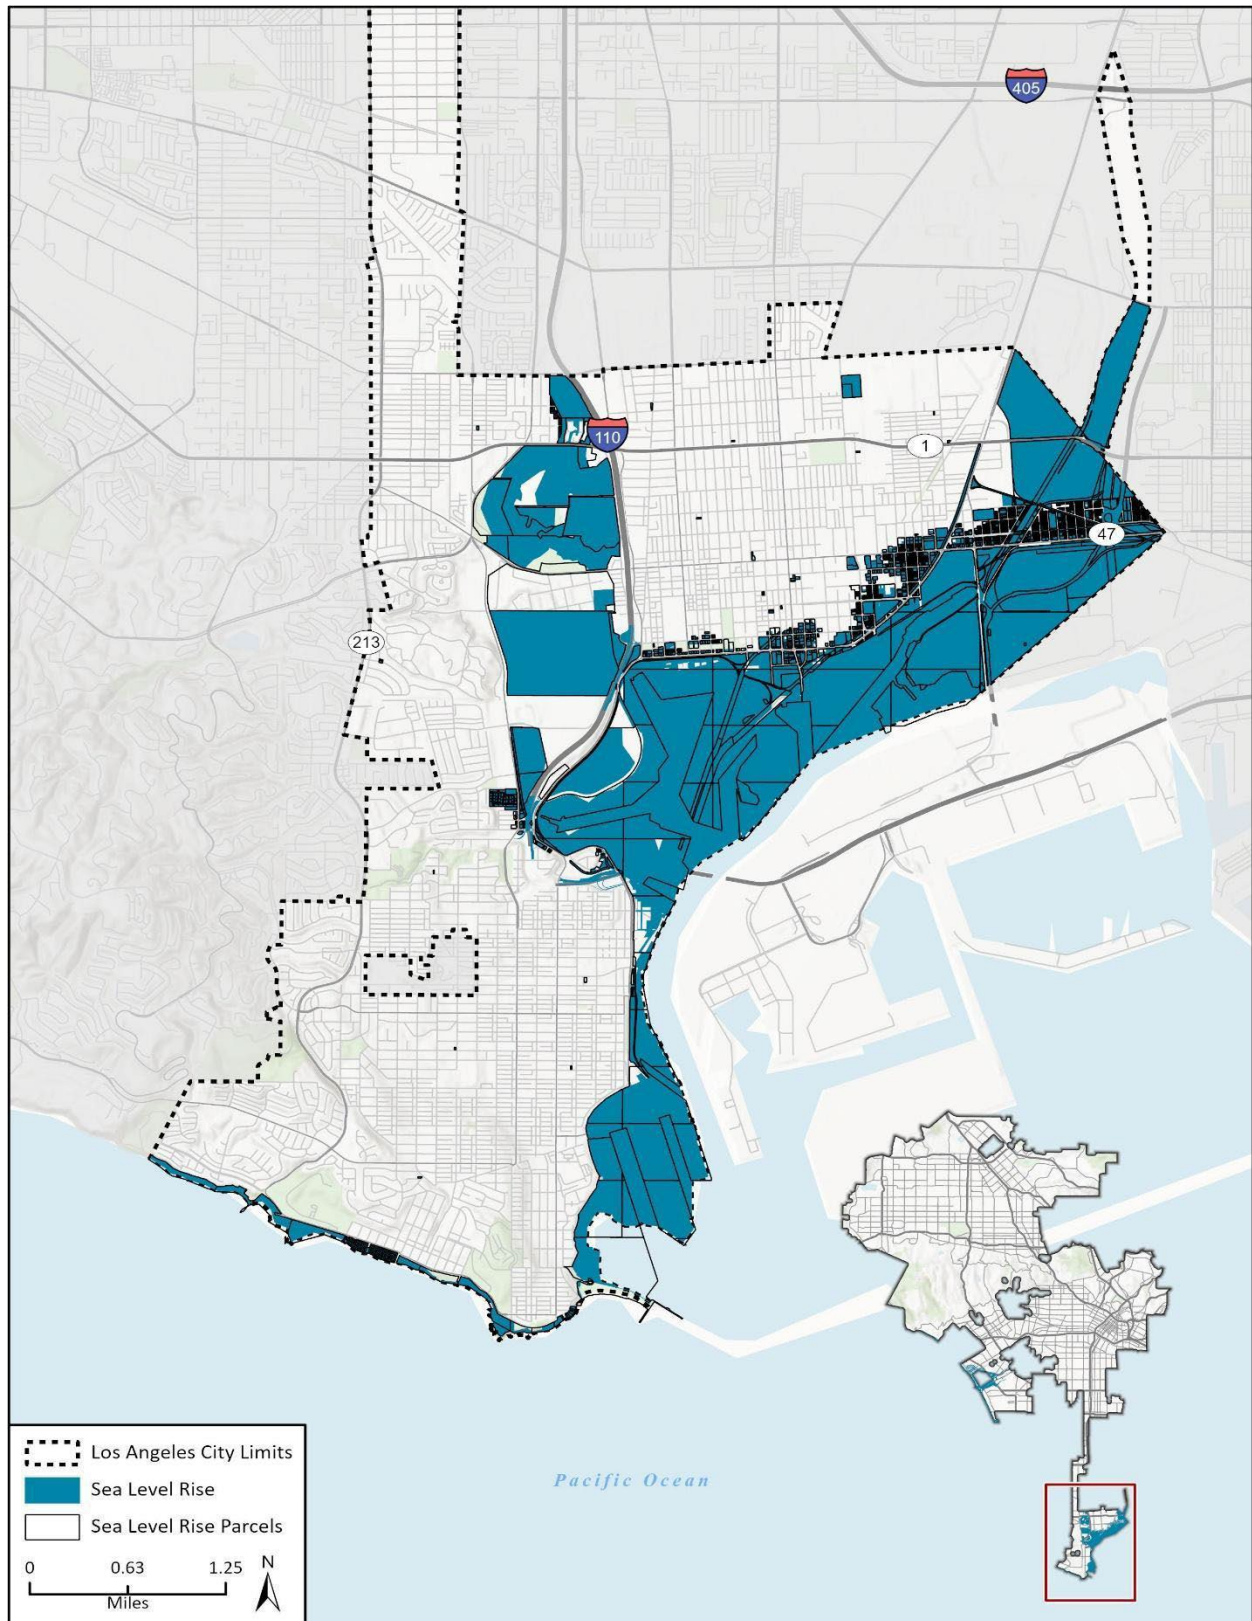 405
110
1
47
213
Los Angeles City Limits
Sea Level Rise
Sea Level Rise Parcels
0 0.63 1.25
Miles
N
Pacific Ocean